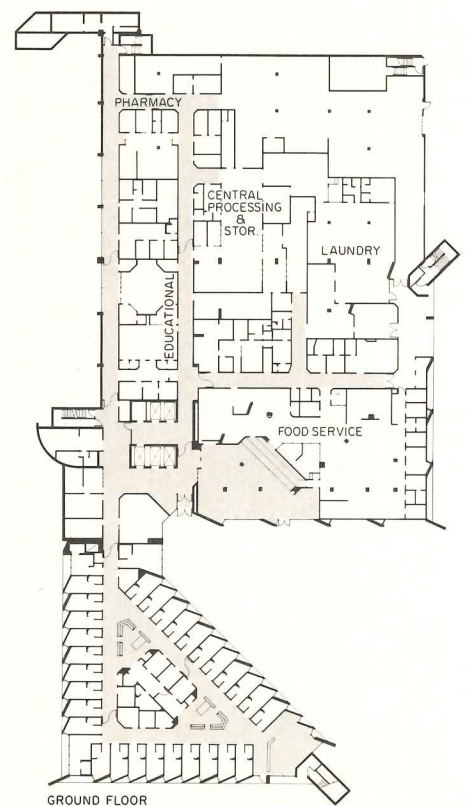 PHARMACY
CENTRAL
PROCESSING
&
STOR.
LAUNDRY
EDUCATIONAL
FOOD SERVICE
GROUND FLOOR